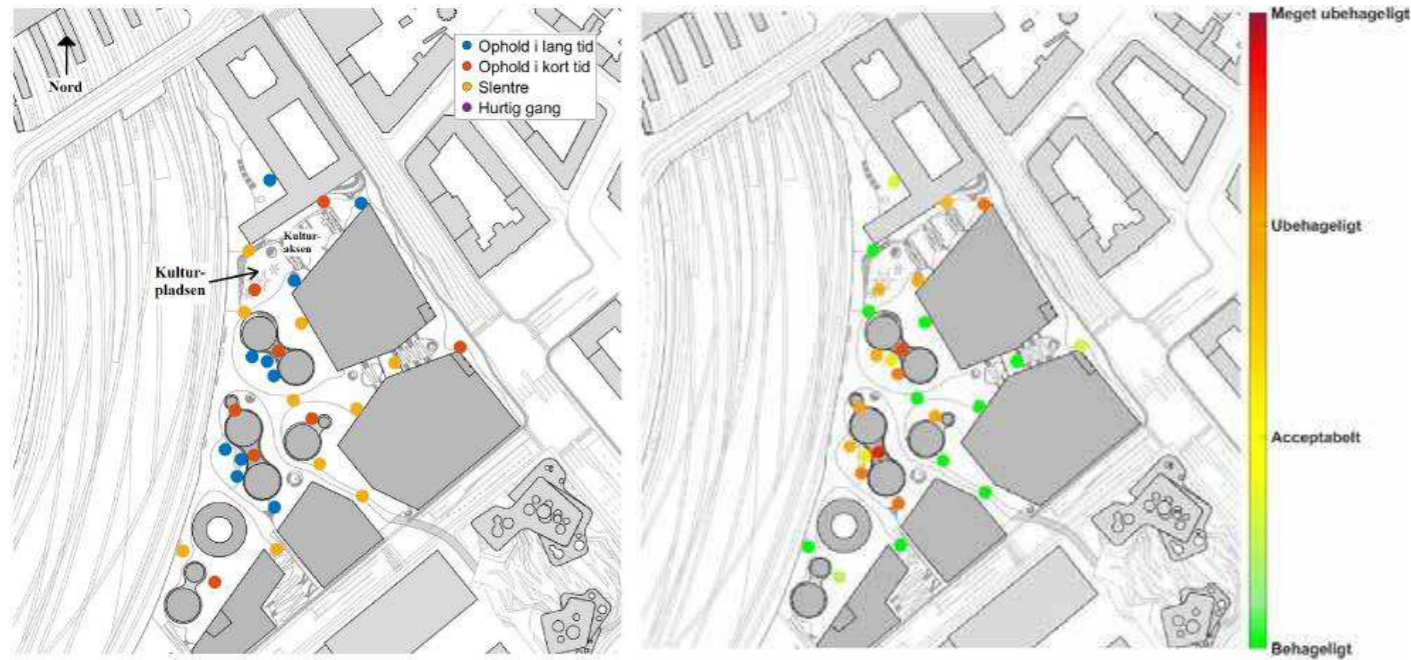 Nord
Ophold i lang tid
Ophold i kort tid
Slentre
Hurtig gang
Kultur-
aksen
Kultur-
pladsen
Meget ubehageligt
Ubehageligt
Acceptabelt
Behageligt